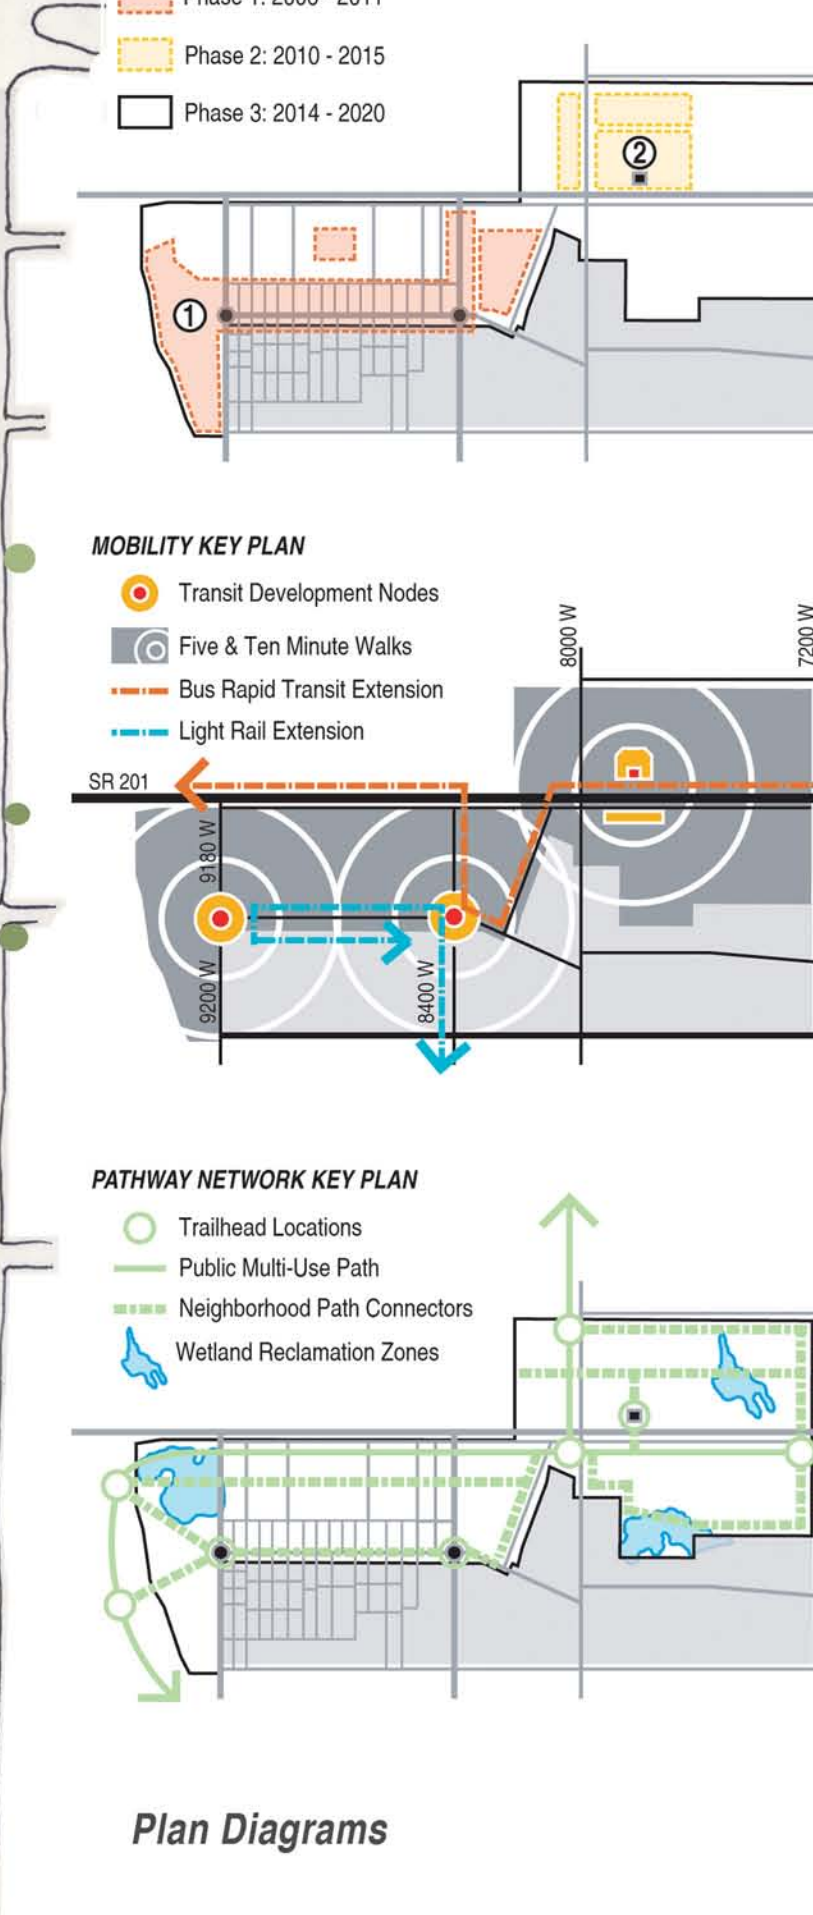 Phase 2: 2010 - 2015
Phase 3: 2014 - 2020
2
1
MOBILITY KEY PLAN
Transit Development Nodes
Five & Ten Minute Walks
Bus Rapid Transit Extension
Light Rail Extension
8000 W
7200 W
SR 201
9180 W
9200 W
8400 W
PATHWAY NETWORK KEY PLAN
Trailhead Locations
Public Multi-Use Path
Neighborhood Path Connectors
Wetland Reclamation Zones
Plan Diagrams